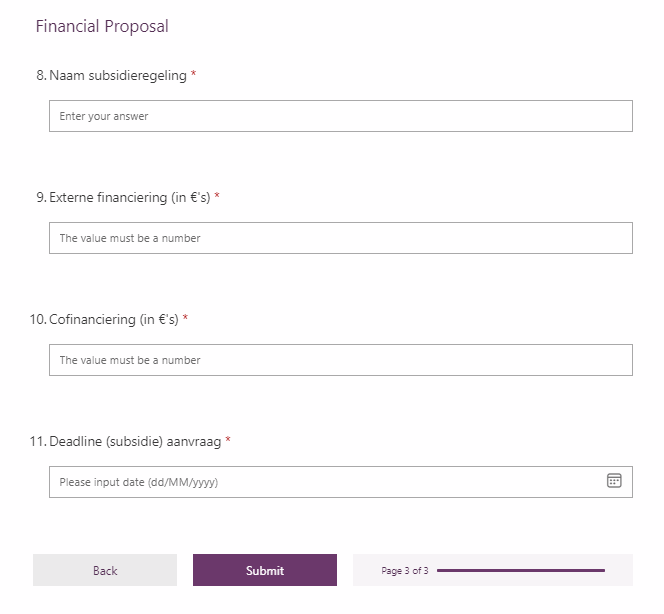 Financial Proposal
8. Naam subsidieregeling *
Enter your answer
9. Externe financiering (in €'s) *
The value must be a number
10. Cofinanciering (in €'s) *
The value must be a number
11. Deadline (subsidie) aanvraag *
Please input date (dd/MM/yyyy)
Back
Submit
Page 3 of 3